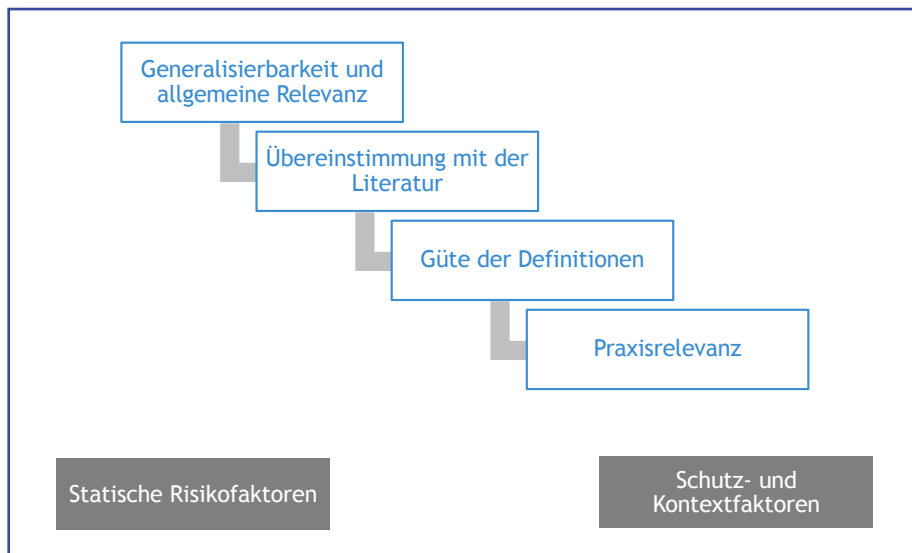 Generalisierbarkeit und
allgemeine Relevanz
Übereinstimmung mit der
Literatur
Güte der Definitionen
Praxisrelevanz
Statische Risikofaktoren
Schutz- und
Kontextfaktoren